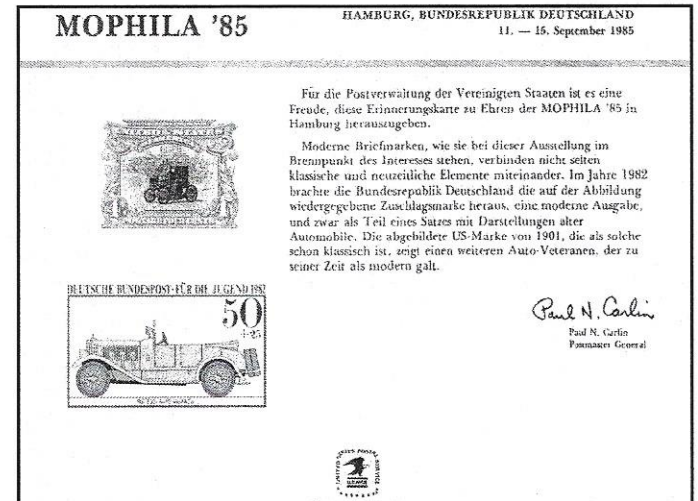 MOPHILA '85
HAMBURG, BUNDESREPUBLIK DEUTSCHLAND
11. — 15. September 1985
Für die Postverwaltung der Vereinigten Staaten ist es eine
Freude, diese Erinnerungskarte zu Ehren der MOPHILA '85 in
Hamburg herauszugeben.
Moderne Briefmarken, wie sie bei dieser Ausstellung im
Brennpunkt des Interesses stehen, verbinden nicht selten
klassische und neuzeitliche Elemente miteinander. Im Jahre 1982
brachte die Bundesrepublik Deutschland die auf der Abbildung
wiedergegebene Zuschlagsmarke heraus, eine moderne Ausgabe,
und zwar als Teil eines Satzes mit Darstellungen alter
Automobile. Die abgebildete US-Marke von 1901, die als solche
schon klassisch ist, zeigt einen weiteren Auto-Veteranen, der zu
seiner Zeit als modern galt.
DEUTSCHE BUNDESPOST·FÜR DIE JUGEND 1982
50
+25
Paul N. Carlin
Paul N. Carlin
Postmaster General
UNITED STATES POSTAL SERVICE
U.S. MAIL